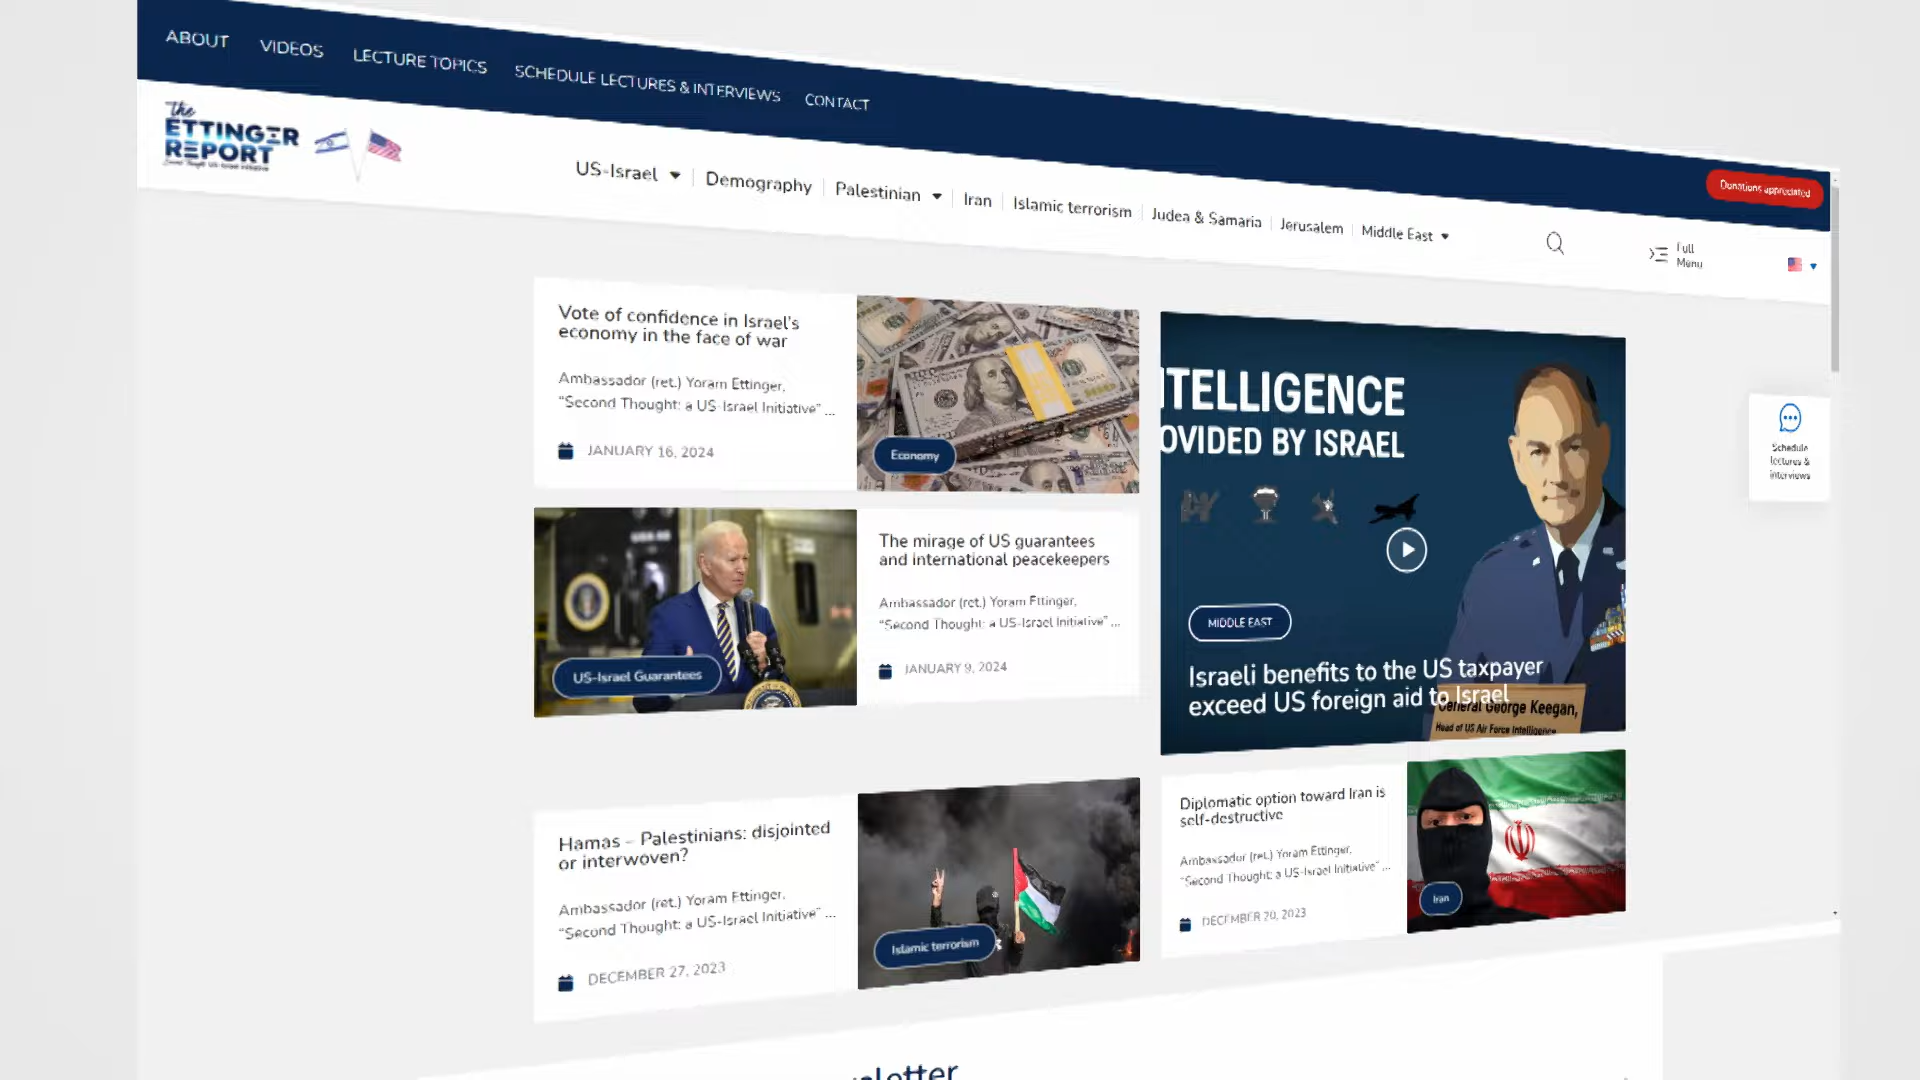 ABOUT
VIDEOS
LECTURE TOPICS
SCHEDULE LECTURES & INTERVIEWS
CONTACT
Donations appreciated
The
ETTINGER
REPORT
US-Israel
Demography
Palestinian
Iran
Islamic terrorism
Judea & Samaria
Jerusalem
Middle East
Full
Menu
Vote of confidence in Israel's
economy in the face of war
Ambassador (ret.) Yoram Ettinger,
"Second Thought: a US-Israel Initiative" ...
JANUARY 16, 2024
Economy
US-Israel Guarantees
The mirage of US guarantees
and international peacekeepers
Ambassador (ret.) Yoram Ettinger,
"Second Thought: a US-Israel Initiative" ...
JANUARY 9, 2024
NTELLIGENCE
OVIDED BY ISRAEL
MIDDLE EAST
Israeli benefits to the US taxpayer
exceed US foreign aid to Israel
General George Keegan,
Head of US Air Force Intelligence
Schedule
lectures &
interviews
Hamas – Palestinians: disjointed
or interwoven?
Ambassador (ret.) Yoram Ettinger,
"Second Thought: a US-Israel Initiative" ...
DECEMBER 27, 2023
Islamic terrorism
Diplomatic option toward Iran is
self-destructive
Ambassador (ret.) Yoram Ettinger,
"Second Thought: a US-Israel Initiative" ...
DECEMBER 20, 2023
Iran
sletter